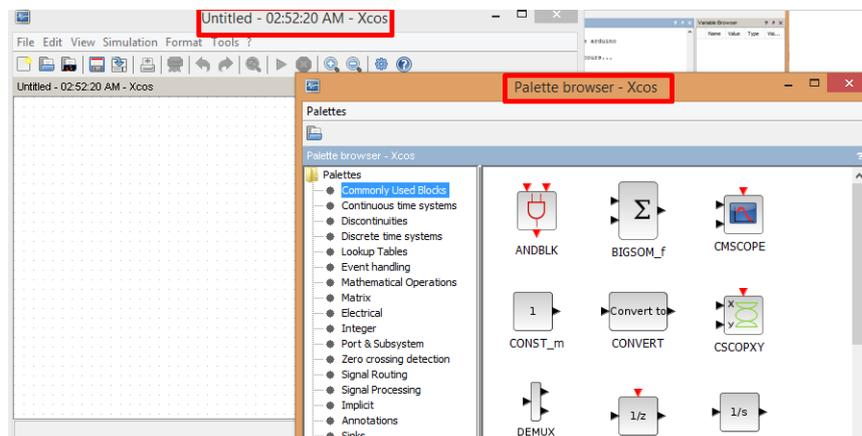 Untitled - 02:52:20 AM - Xcos
File Edit View Simulation Format Tools ?
Untitled - 02:52:20 AM - Xcos
Variable Browser
Name Value Type
arduino
Palette browser - Xcos
Palettes
Palette browser - Xcos
Palettes
Commonly Used Blocks
Continuous time systems
Discontinuities
Discrete time systems
Lookup Tables
Event handling
Mathematical Operations
Matrix
Electrical
Integer
Port & Subsystem
Zero crossing detection
Signal Routing
Signal Processing
Implicit
Annotations
Sinks
ANDBLK
Σ
BIGSOM_f
CMSCOPE
1
CONST_m
Convert to
CONVERT
X
y
CSCOPXY
DEMUX
1/z
1/s